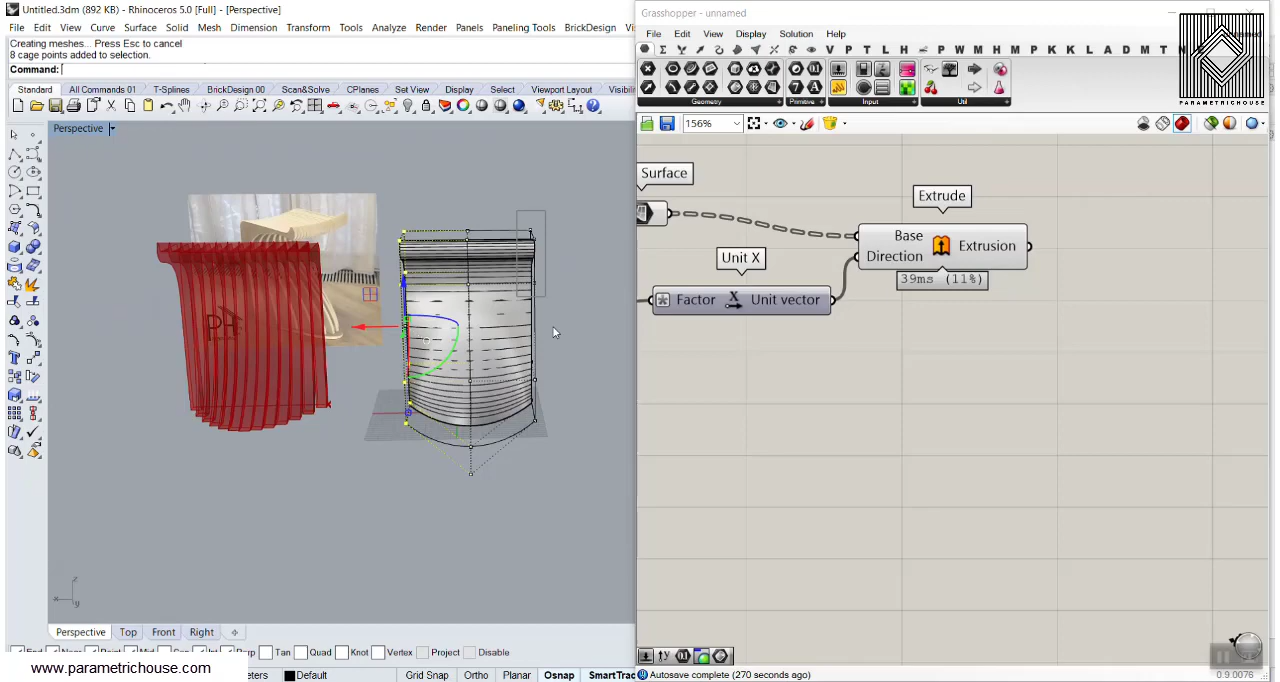 Untitled.3dm (892 KB) - Rhinoceros 5.0 [Full] - [Perspective]
File Edit View Curve Surface Solid Mesh Dimension Transform Tools Analyze Render Panels Paneling Tools BrickDesign
Creating meshes... Press Esc to cancel
8 cage points added to selection.
Command:
Standard All Commands 01 T-Splines BrickDesign 00 Scan&Solve CPlanes Set View Display Select Viewport Layout
Perspective
PH
z
x y
Perspective Top Front Right
Tan Quad Knot Vertex Project Disable
www.parametrichouse.com
Default Grid Snap Ortho Planar Osnap SmartTrac
Grasshopper - unnamed
File Edit View Display Solution Help
V P T L H P W M H M P K K L A D M T
Geometry Primitive Input Util
PARAMETRICHOUSE
156%
Surface
Extrude
Base
Direction
Extrusion
39ms (11%)
Unit X
Factor X Unit vector
Autosave complete (270 seconds ago)
0.9.0076